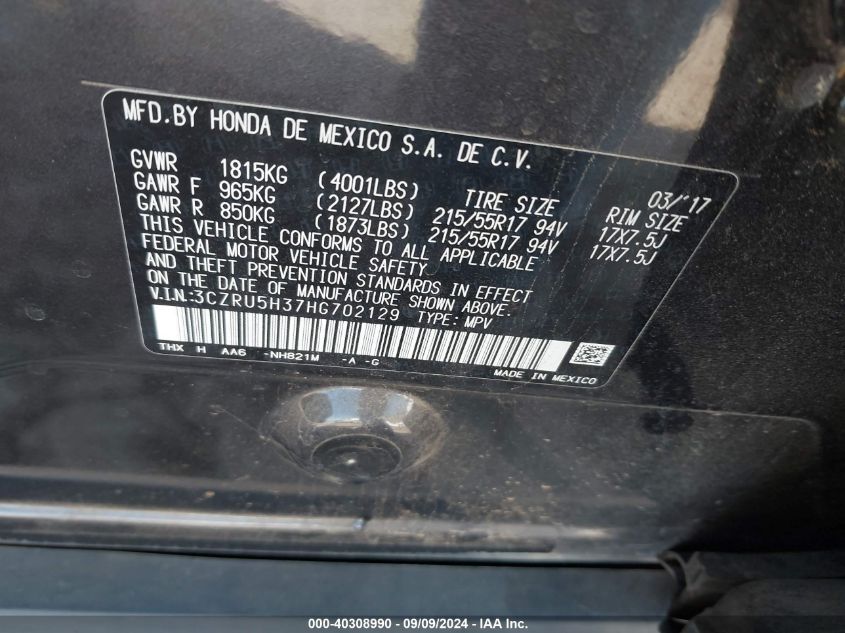 MFD.BY HONDA DE MEXICO S.A. DE C.V.
03/'17
GVWR 1815KG (4001LBS) TIRE SIZE RIM SIZE
GAWR F 965KG (2127LBS) 215/55R17 94V 17X7.5J
GAWR R 850KG (1873LBS) 215/55R17 94V 17X7.5J
THIS VEHICLE CONFORMS TO ALL APPLICABLE
FEDERAL MOTOR VEHICLE SAFETY
AND THEFT PREVENTION STANDARDS IN EFFECT
ON THE DATE OF MANUFACTURE SHOWN ABOVE.
V.I.N.:3CZRU5H37HG702129 TYPE: MPV
THX H AA6 -NH821M -A -G
MADE IN MEXICO
000-40308990 - 09/09/2024 - IAA Inc.